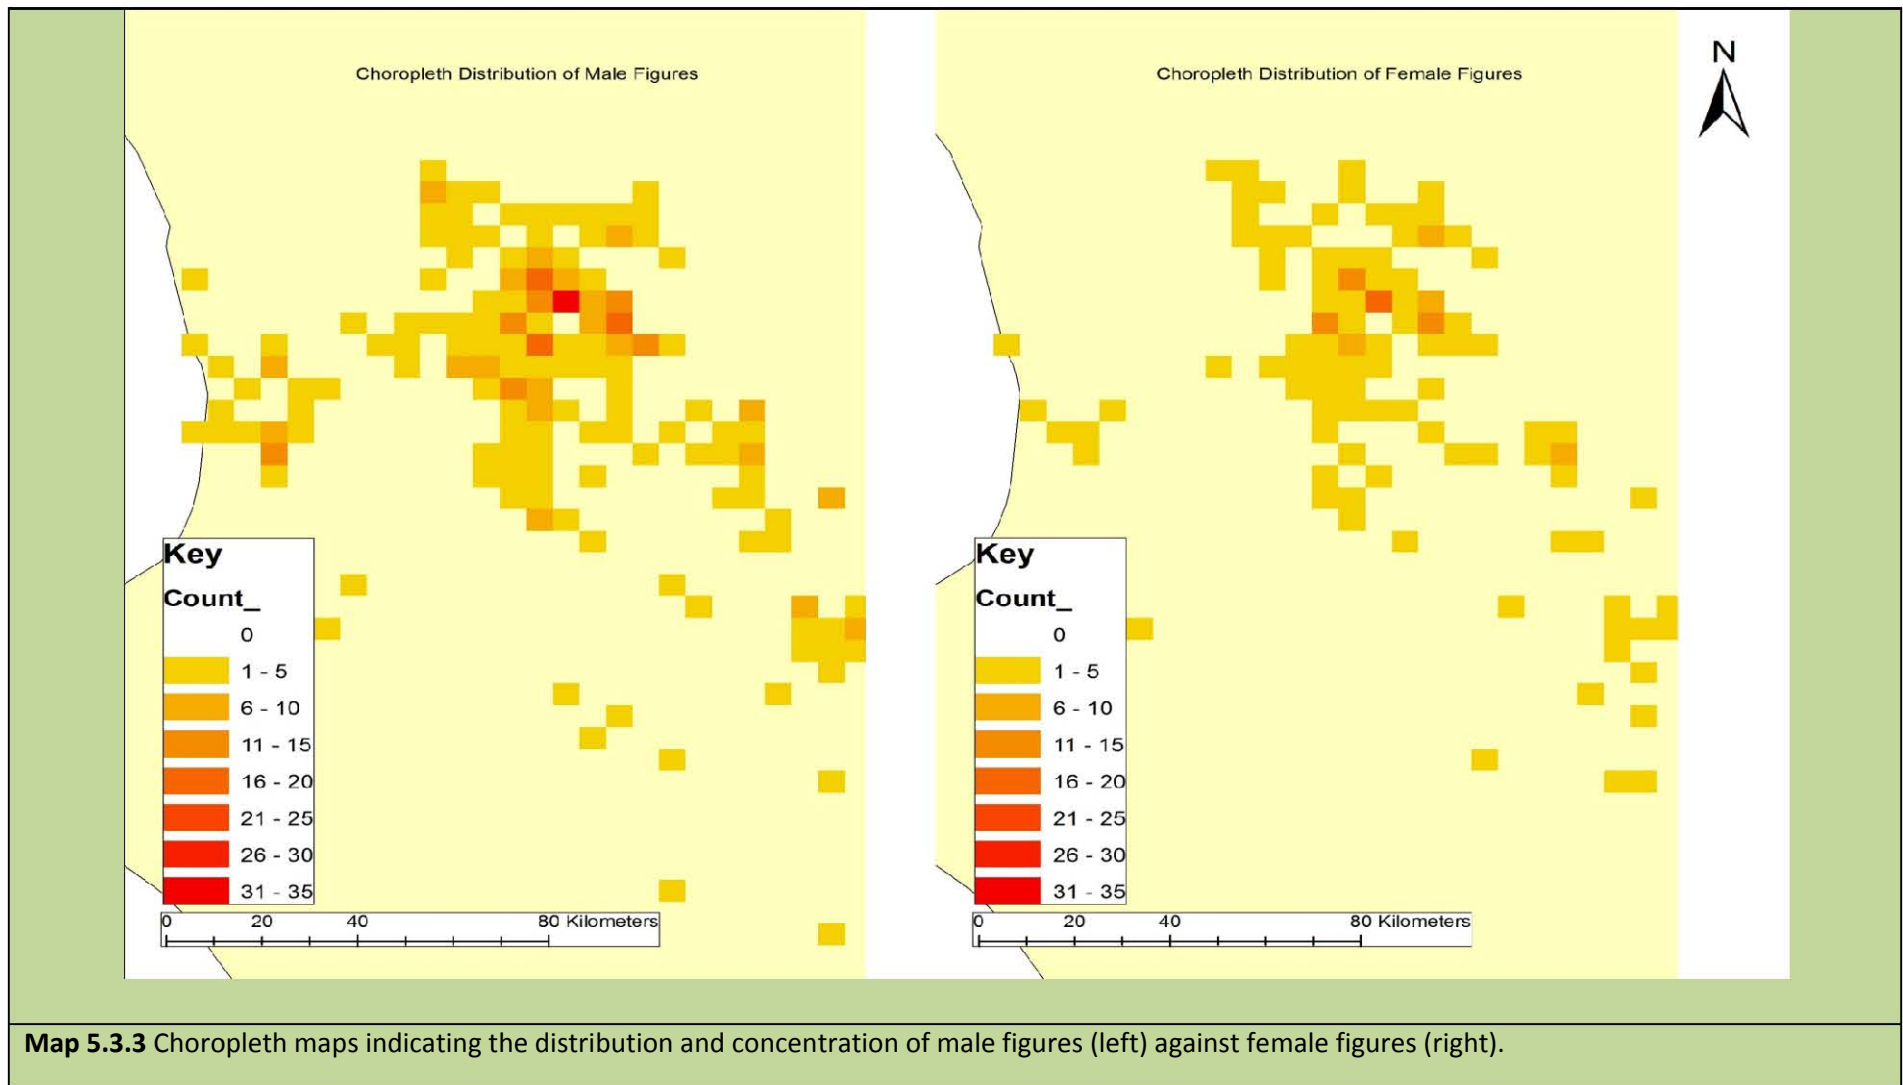 Choropleth Distribution of Male Figures
Key
Count_
0
1 - 5
6 - 10
11 - 15
16 - 20
21 - 25
26 - 30
31 - 35
0 20 40 80 Kilometers
Choropleth Distribution of Female Figures
N
Key
Count_
0
1 - 5
6 - 10
11 - 15
16 - 20
21 - 25
26 - 30
31 - 35
0 20 40 80 Kilometers
Map 5.3.3 Choropleth maps indicating the distribution and concentration of male figures (left) against female figures (right).